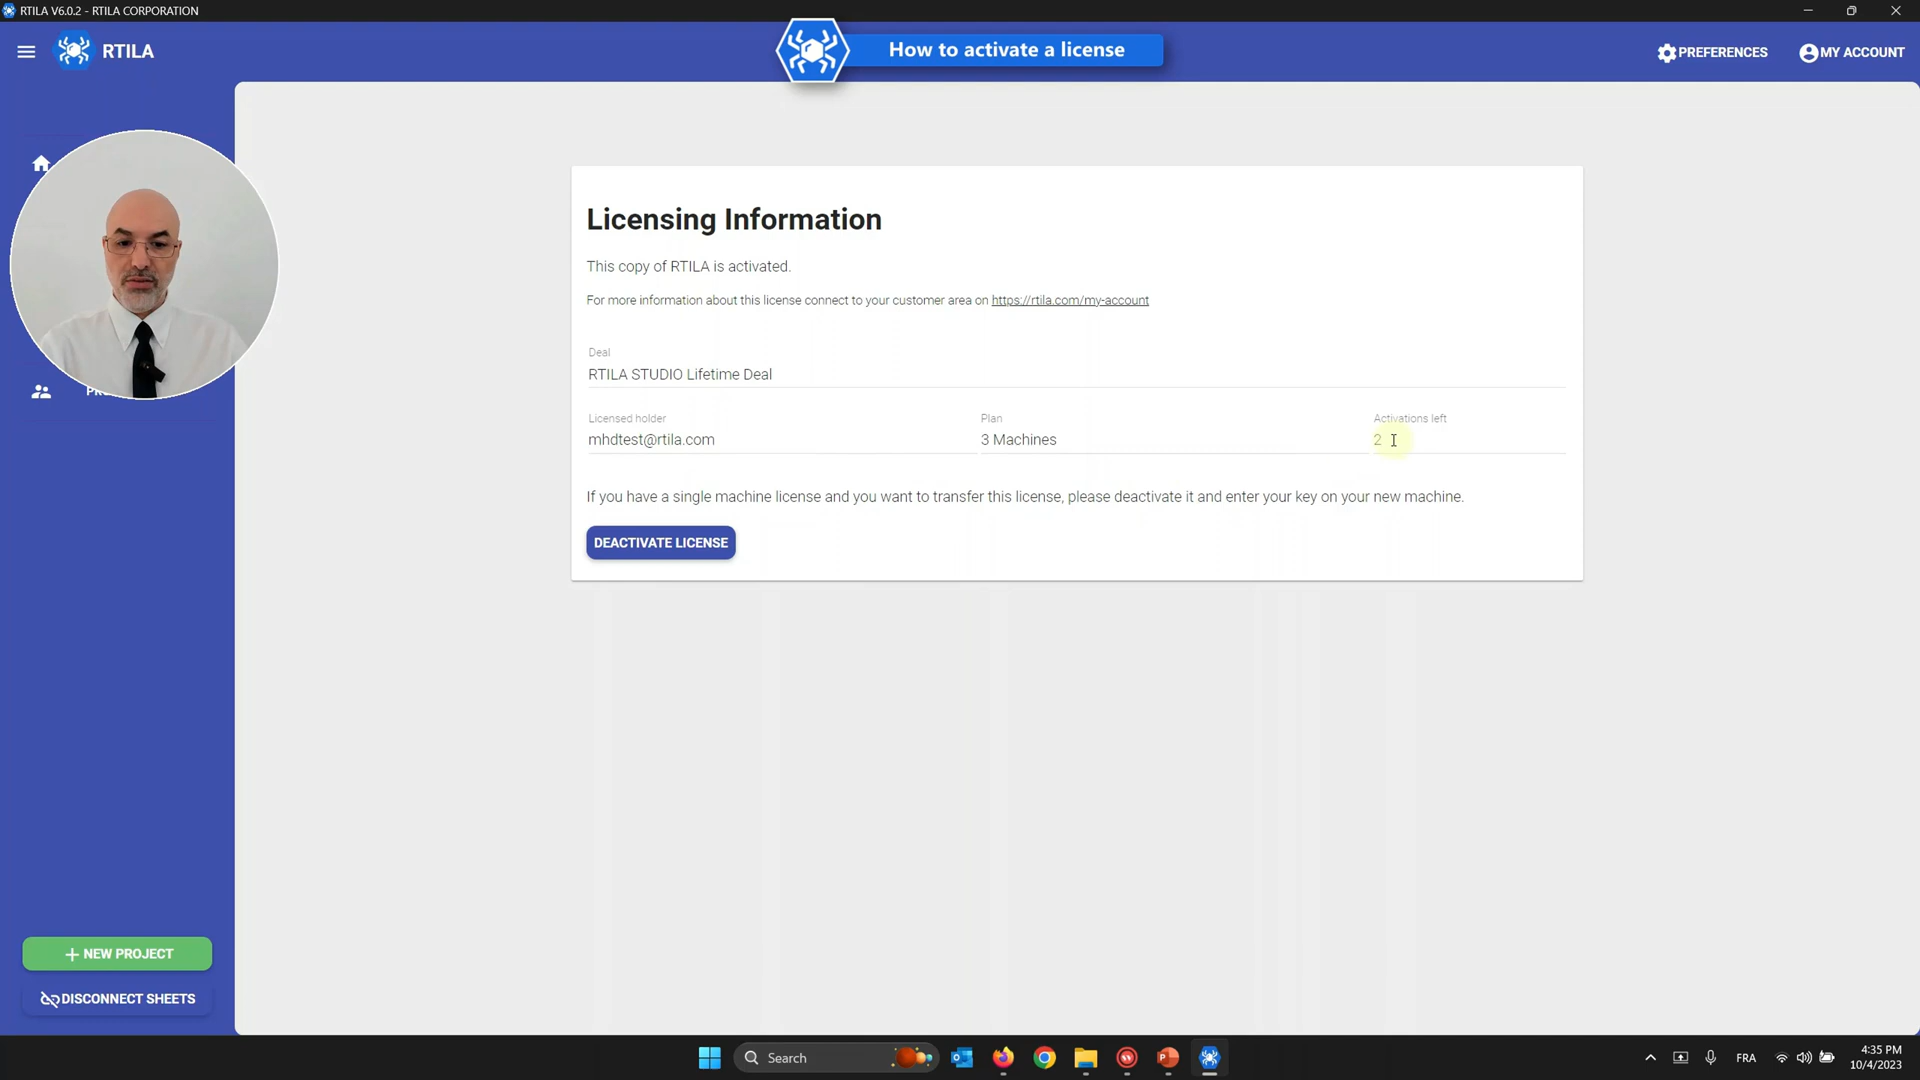 RTILA V6.0.2 - RTILA CORPORATION
RTILA
How to activate a license
PREFERENCES
MY ACCOUNT
Licensing Information
This copy of RTILA is activated.
For more information about this license connect to your customer area on https://rtila.com/my-account
Deal
RTILA STUDIO Lifetime Deal
Licensed holder
Plan
Activations left
mhdtest@rtila.com
3 Machines
2
If you have a single machine license and you want to transfer this license, please deactivate it and enter your key on your new machine.
DEACTIVATE LICENSE
+ NEW PROJECT
DISCONNECT SHEETS
Search
FRA
4:35 PM
10/4/2023